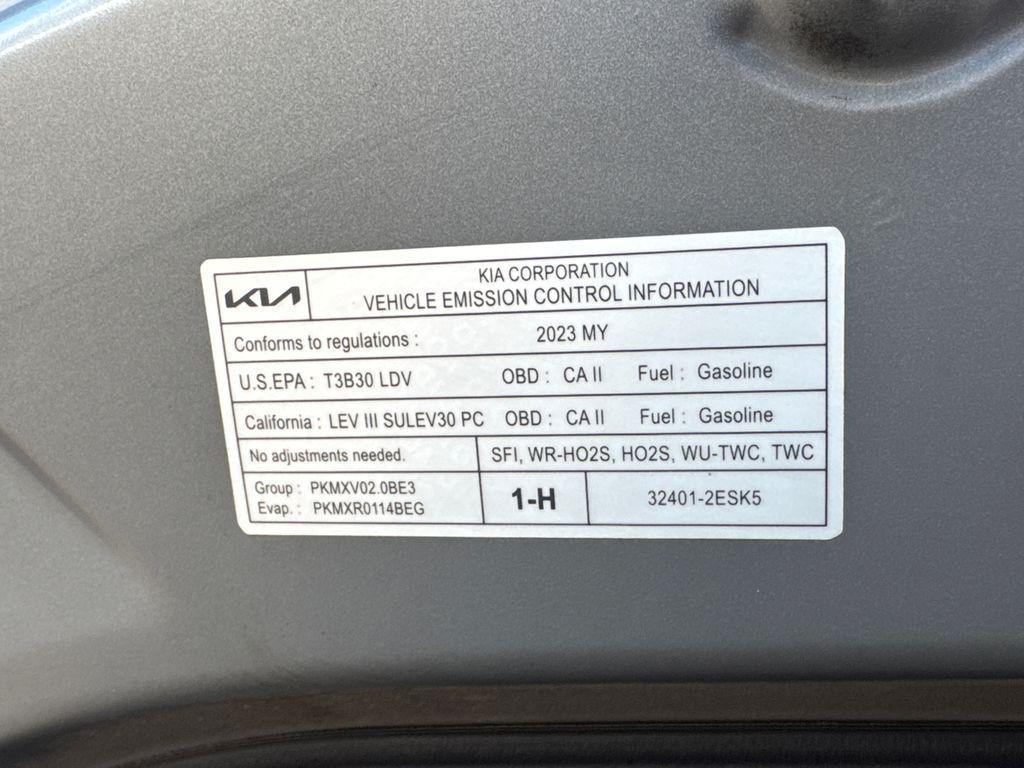 KIA
KIA CORPORATION
VEHICLE EMISSION CONTROL INFORMATION
Conforms to regulations : 2023 MY
U.S.EPA : T3B30 LDV OBD : CA II Fuel : Gasoline
California : LEV III SULEV30 PC OBD : CA II Fuel : Gasoline
No adjustments needed. SFI, WR-HO2S, HO2S, WU-TWC, TWC
Group : PKMXV02.0BE3
Evap. : PKMXR0114BEG
1-H
32401-2ESK5